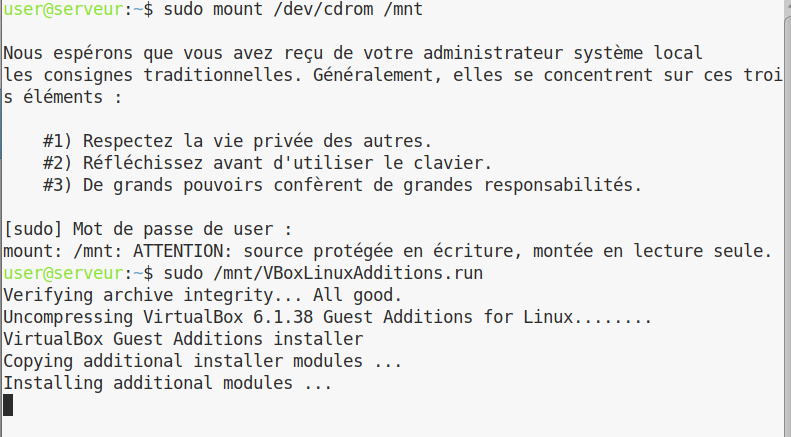 user@serveur:~$ sudo mount /dev/cdrom /mnt
Nous espérons que vous avez reçu de votre administrateur système local
les consignes traditionnelles. Généralement, elles se concentrent sur ces troi
s éléments :
#1) Respectez la vie privée des autres.
#2) Réfléchissez avant d'utiliser le clavier.
#3) De grands pouvoirs confèrent de grandes responsabilités.
[sudo] Mot de passe de user :
mount: /mnt: ATTENTION: source protégée en écriture, montée en lecture seule.
user@serveur:~$ sudo /mnt/VBoxLinuxAdditions.run
Verifying archive integrity... All good.
Uncompressing VirtualBox 6.1.38 Guest Additions for Linux........
VirtualBox Guest Additions installer
Copying additional installer modules ...
Installing additional modules ...